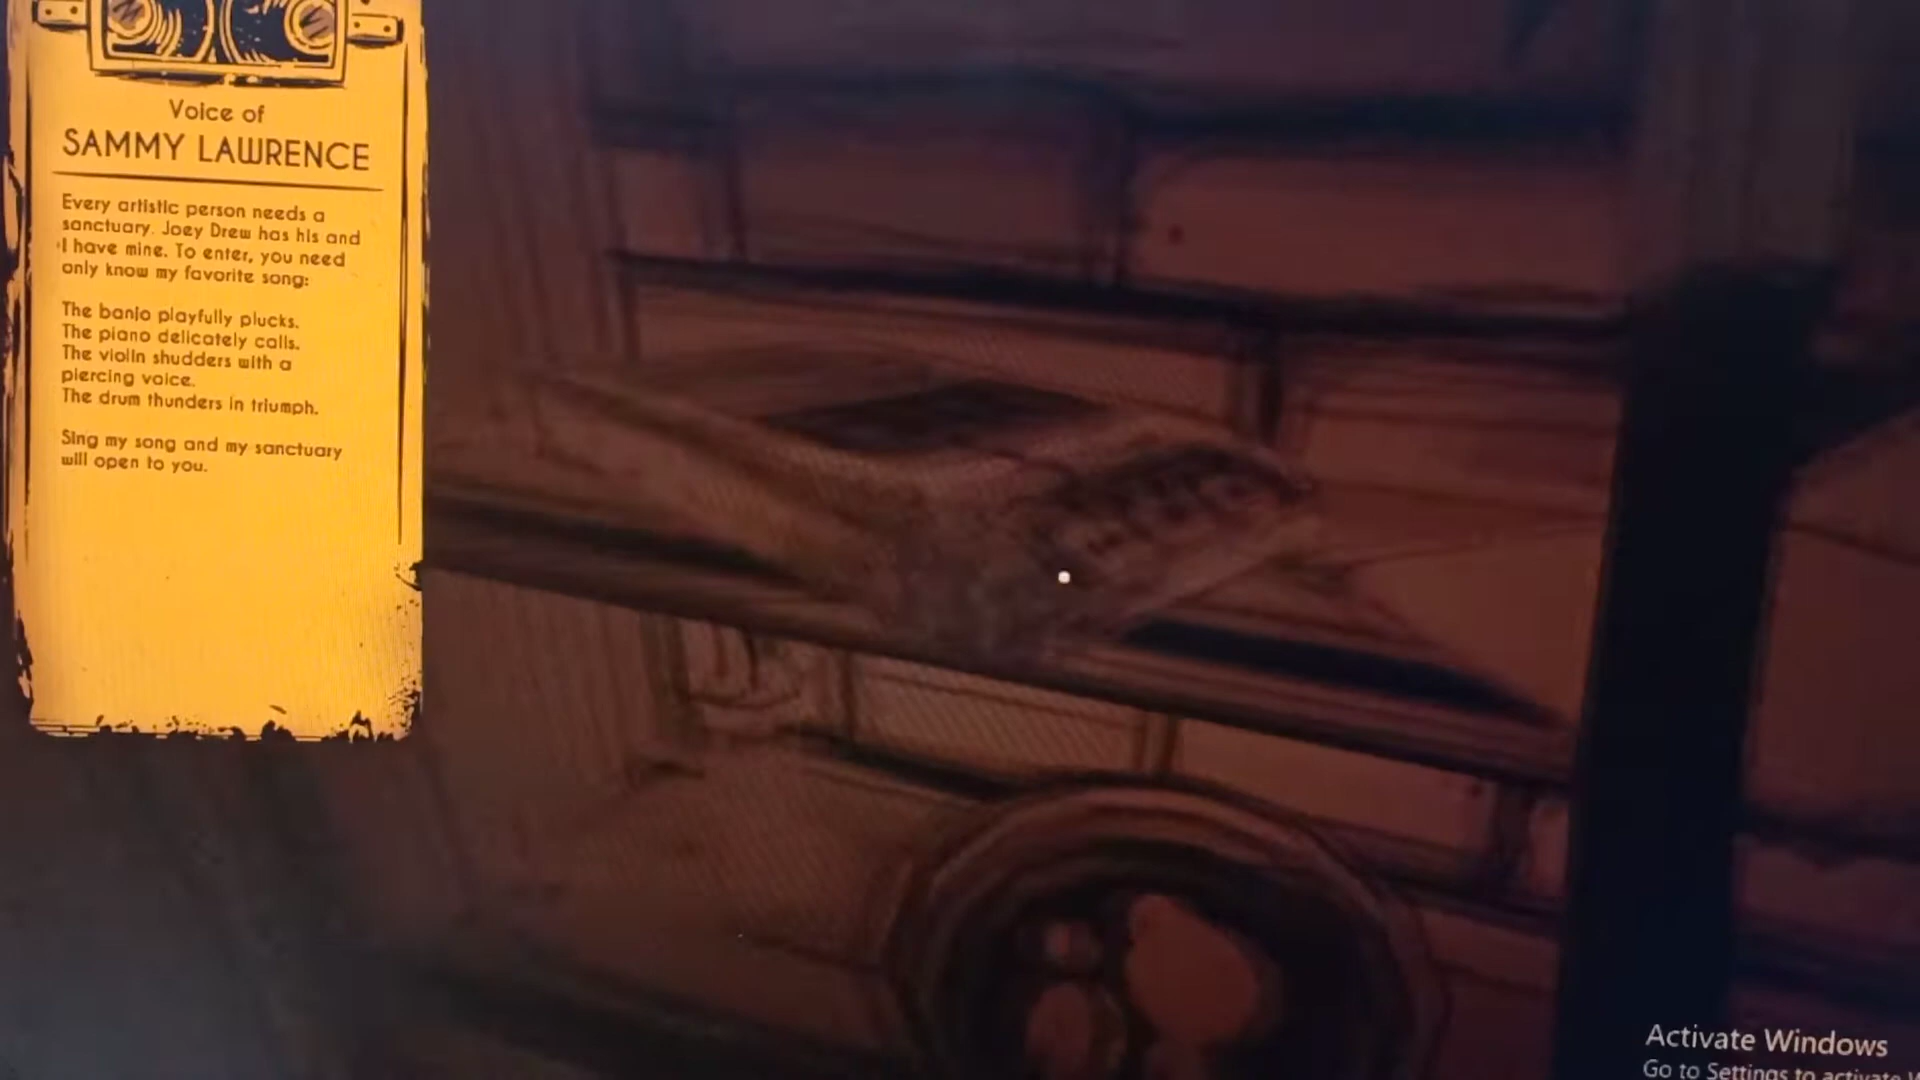 Voice of
SAMMY LAWRENCE
Every artistic person needs a
sanctuary. Joey Drew has his and
I have mine. To enter, you need
only know my favorite song:
The banjo playfully plucks.
The piano delicately calls.
The violin shudders with a
piercing voice.
The drum thunders in triumph.
Sing my song and my sanctuary
will open to you.
Activate Windows
Go to Settings to activate